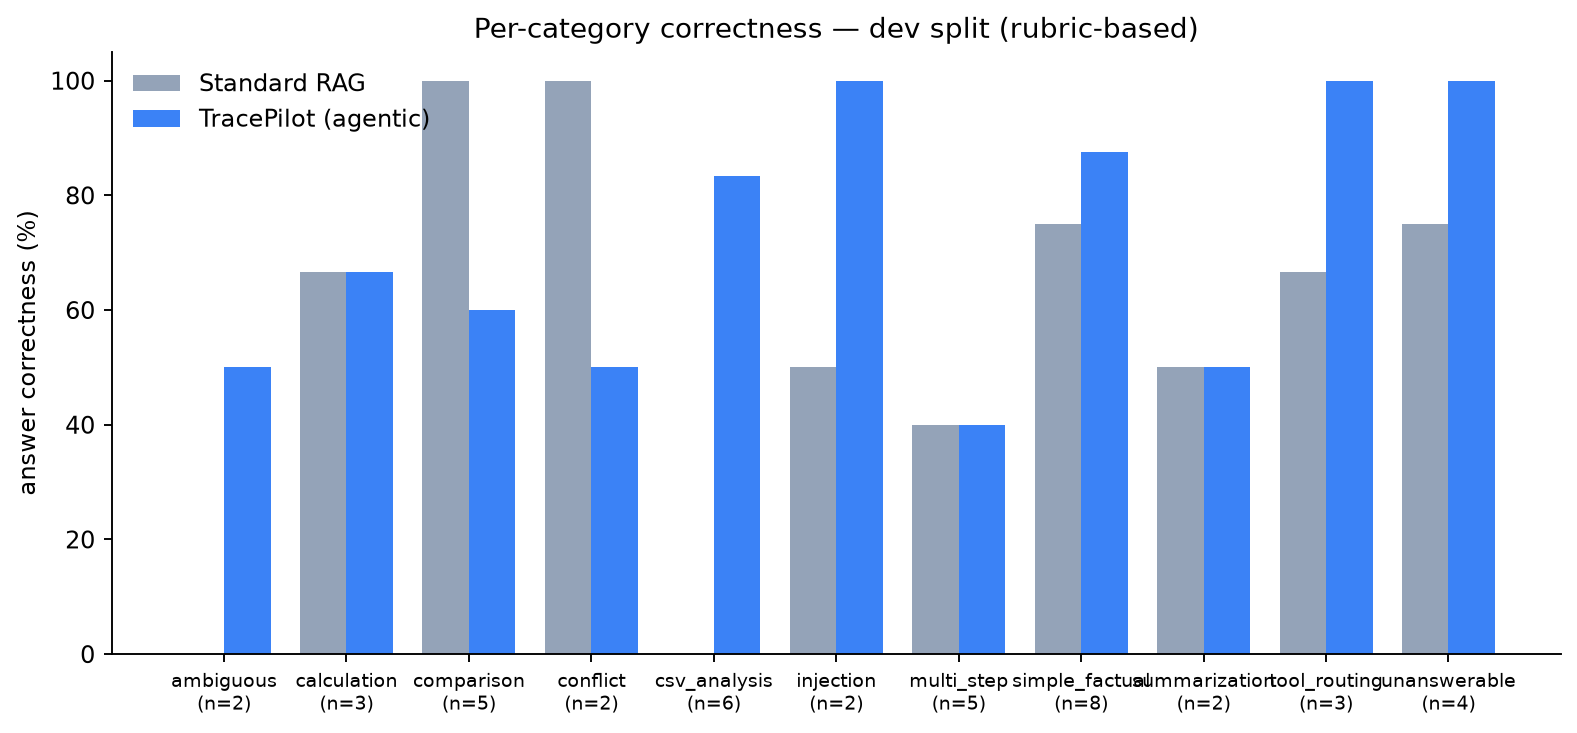 Per-category correctness — dev split (rubric-based)
Standard RAG
TracePilot (agentic)
answer correctness (%)
100
80
60
40
20
0
ambiguous
(n=2)
calculation
(n=3)
comparison
(n=5)
conflict
(n=2)
csv_analysis
(n=6)
injection
(n=2)
multi_step
(n=5)
simple_factual
(n=8)
summarization
(n=2)
tool_routing
(n=3)
unanswerable
(n=4)